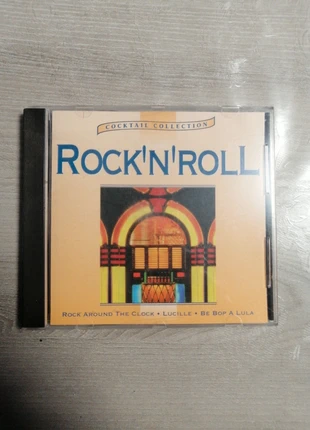 COCKTAIL COLLECTION
ROCK'N'ROLL
ROCK AROUND THE CLOCK • LUCILLE • BE BOP A LULA